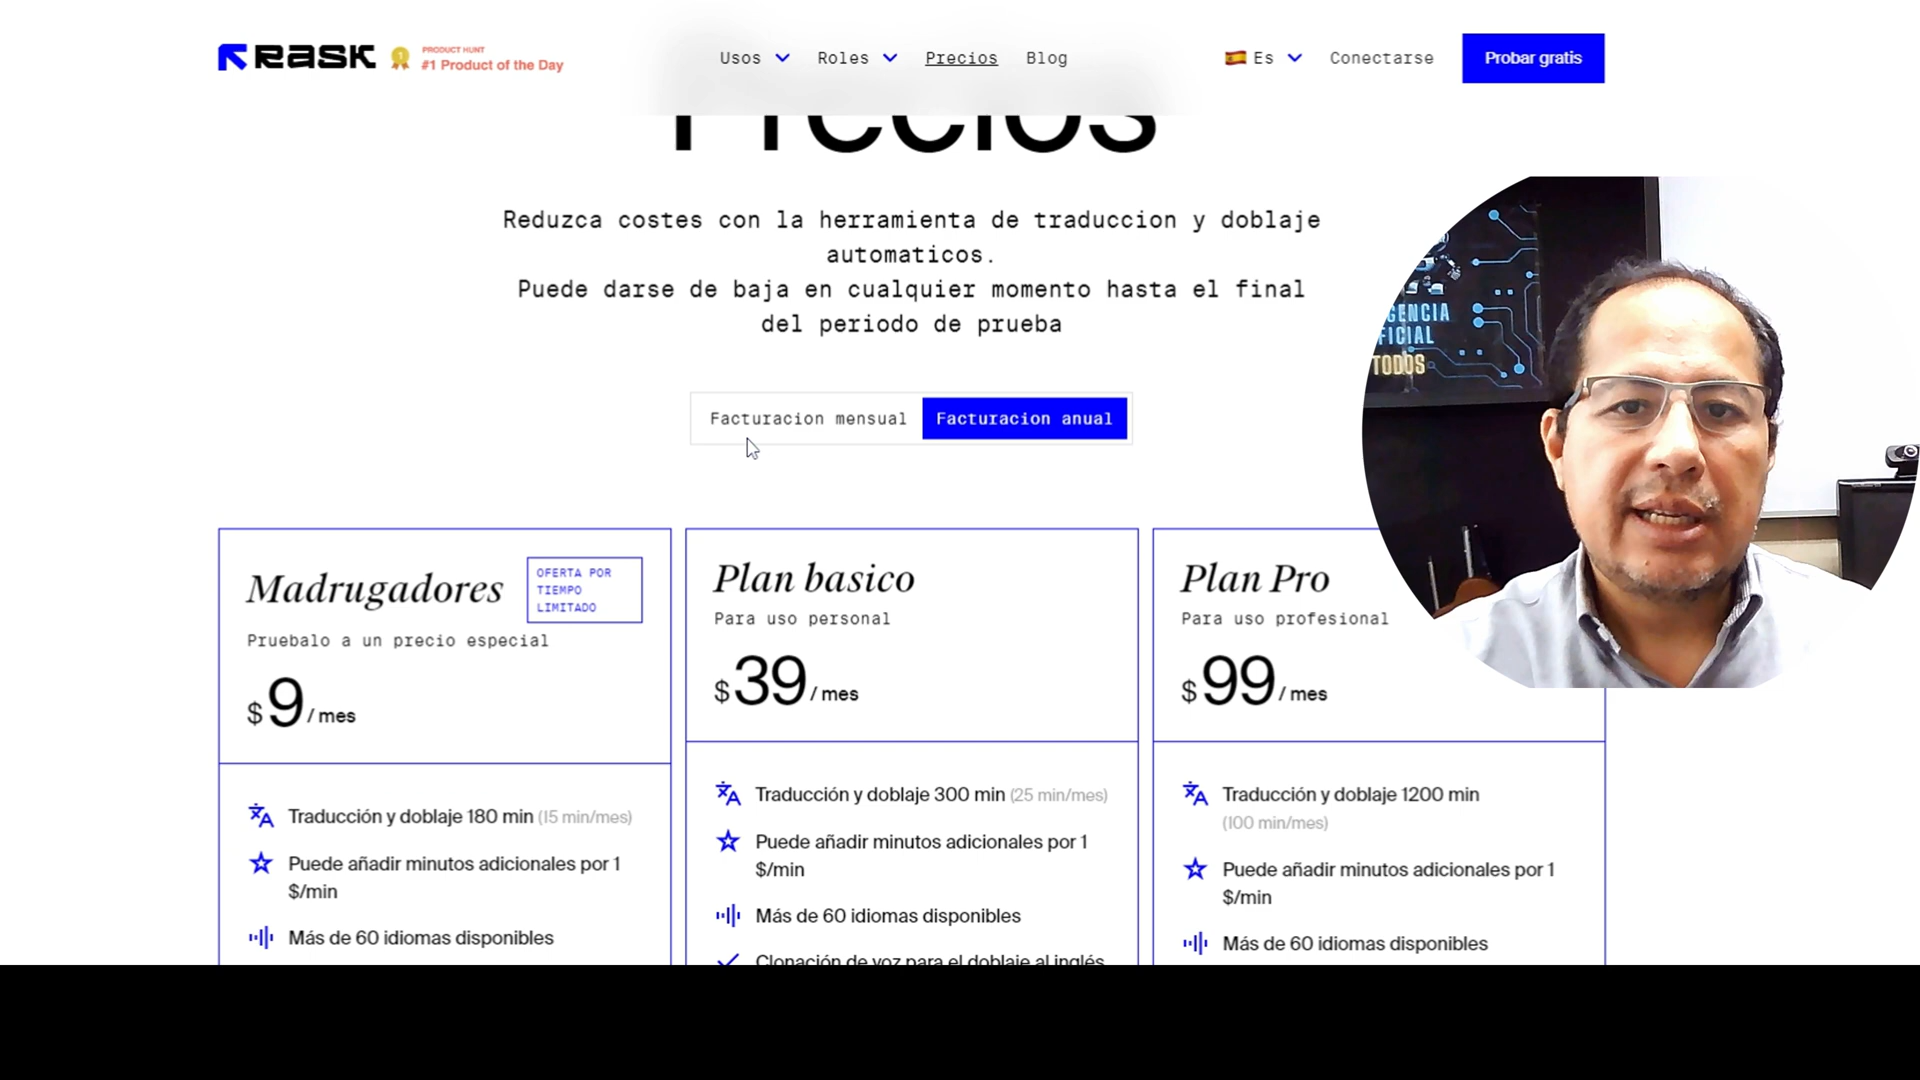 Rask
1
PRODUCT HUNT
#1 Product of the Day
Usos
Roles
Precios
Blog
Es
Conectarse
Probar gratis
Precios
Reduzca costes con la herramienta de traduccion y doblaje
automaticos.
Puede darse de baja en cualquier momento hasta el final
del periodo de prueba
Facturacion mensual
Facturacion anual
GENCIA
FICIAL
TODOS
Madrugadores
OFERTA POR
TIEMPO
LIMITADO
Pruebalo a un precio especial
$9/ mes
Traducción y doblaje 180 min (15 min/mes)
Puede añadir minutos adicionales por 1
$/min
Más de 60 idiomas disponibles
Plan basico
Para uso personal
$39/ mes
Traducción y doblaje 300 min (25 min/mes)
Puede añadir minutos adicionales por 1
$/min
Más de 60 idiomas disponibles
Clonación de voz para el doblaje al inglés
Plan Pro
Para uso profesional
$99/ mes
Traducción y doblaje 1200 min
(100 min/mes)
Puede añadir minutos adicionales por 1
$/min
Más de 60 idiomas disponibles